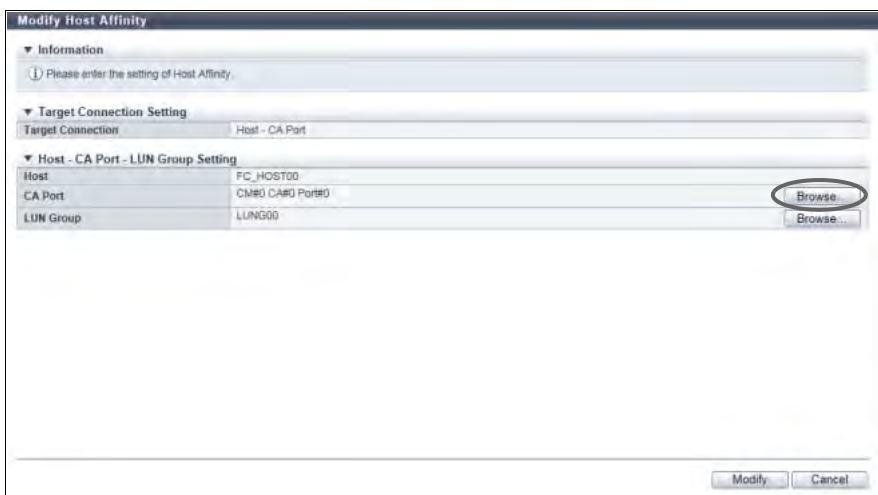 Modify Host Affinity
▼ Information
ⓘ Please enter the setting of Host Affinity.
▼ Target Connection Setting
Target Connection Host - CA Port
▼ Host - CA Port - LUN Group Setting
Host FC_HOST00
CA Port CM#0 CA#0 Port#0 Browse...
LUN Group LUNG00 Browse...
Modify Cancel